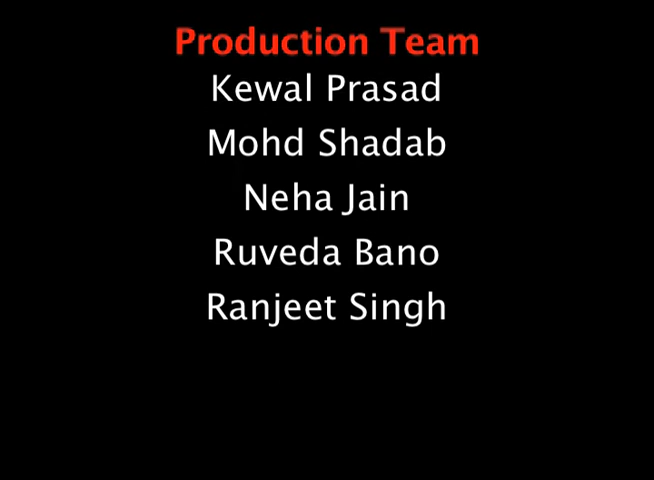 Production Team
Kewal Prasad
Mohd Shadab
Neha Jain
Ruveda Bano
Ranjeet Singh